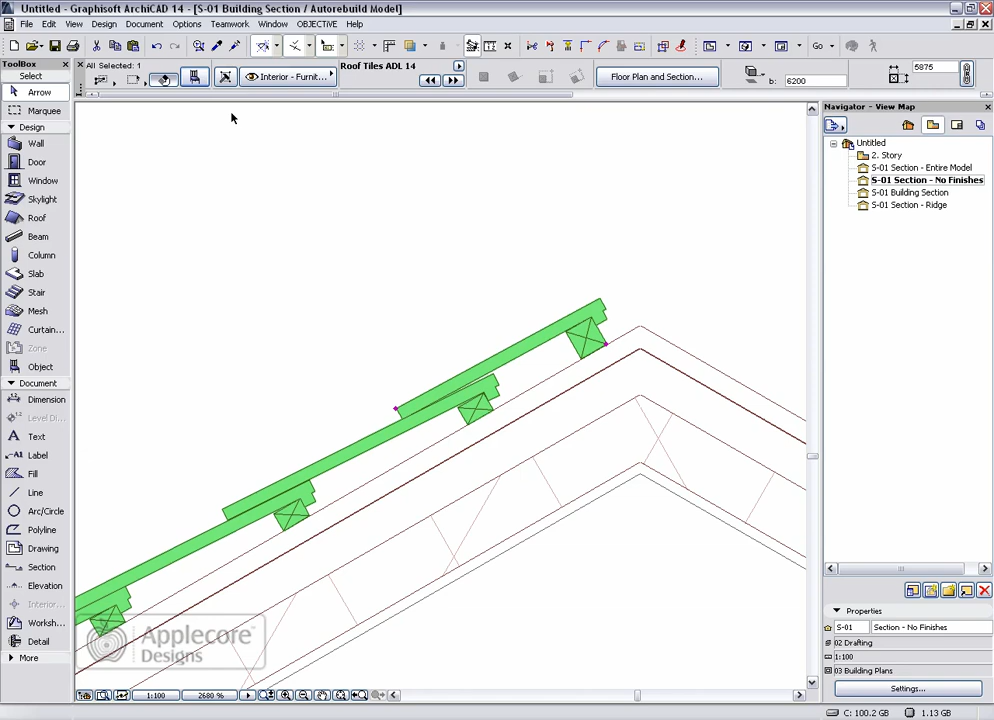 Untitled - Graphisoft ArchiCAD 14 - [S-01 Building Section / Autorebuild Model]
File Edit View Design Document Options Teamwork Window OBJECTIVE Help
Go
ToolBox
Select
Arrow
Marquee
Design
Wall
Door
Window
Skylight
Roof
Beam
Column
Slab
Stair
Mesh
Curtain...
Zone
Object
Document
Dimension
Level Di...
Text
A1 Label
Fill
Line
Arc/Circle
Polyline
Drawing
Section
Elevation
Interior...
Worksh...
Detail
More
All Selected: 1
Interior - Furnit...
Roof Tiles ADL 14
Floor Plan and Section...
b: 6200
5875
Applecore™
Designs
1:100
2680 %
Navigator - View Map
Untitled
2. Story
S-01 Section - Entire Model
S-01 Section - No Finishes
S-01 Building Section
S-01 Section - Ridge
Properties
S-01 Section - No Finishes
02 Drafting
1:100
03 Building Plans
Settings...
C: 100.2 GB 1.13 GB